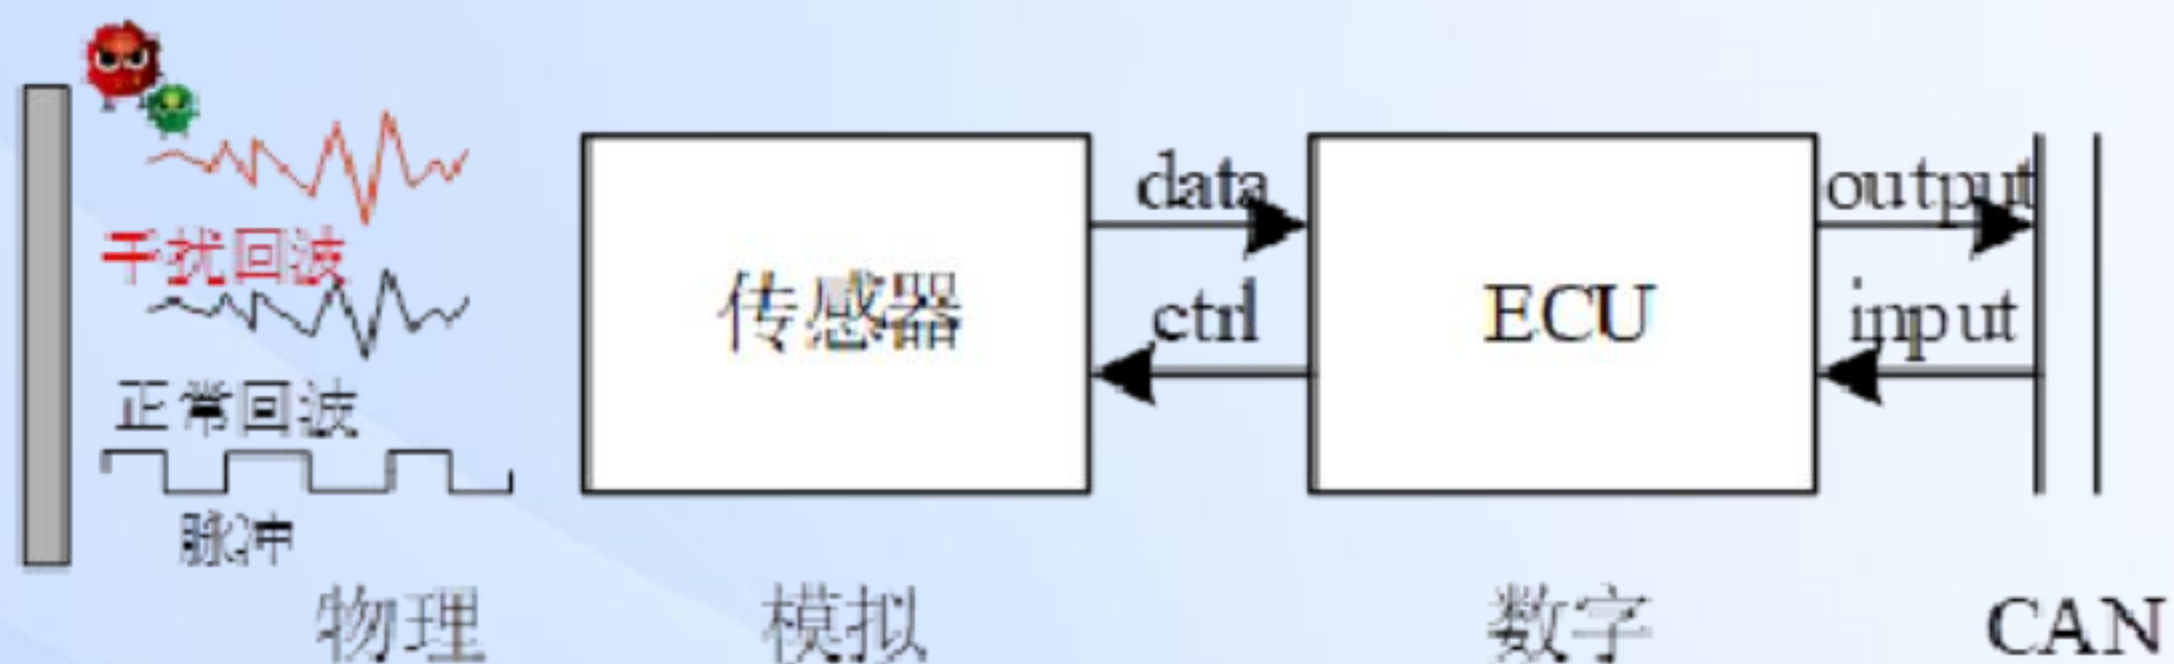 干扰回波
正常回波
脉冲
传感器
data
ctrl
ECU
output
input
物理
模拟
数字
CAN